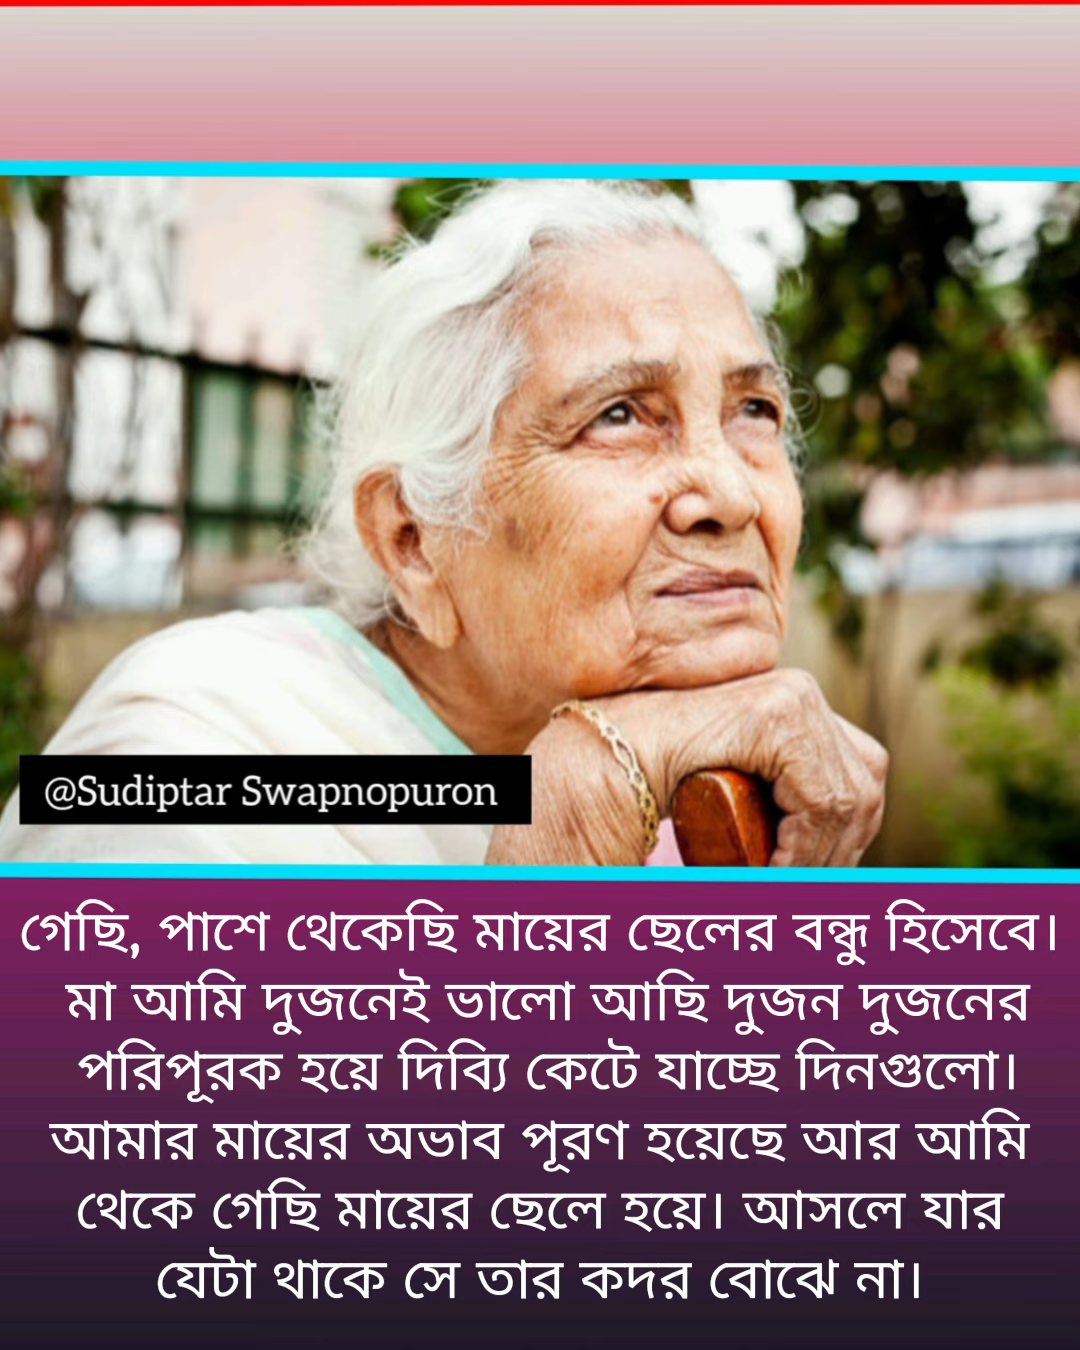 @Sudiptar Swapnopuron
গেছি, পাশে থেকেছি মায়ের ছেলের বন্ধু হিসেবে।
মা আমি দুজনেই ভালো আছি দুজন দুজনের
পরিপূরক হয়ে দিব্যি কেটে যাচ্ছে দিনগুলো।
আমার মায়ের অভাব পূরণ হয়েছে আর আমি
থেকে গেছি মায়ের ছেলে হয়ে। আসলে যার
যেটা থাকে সে তার কদর বোঝে না।